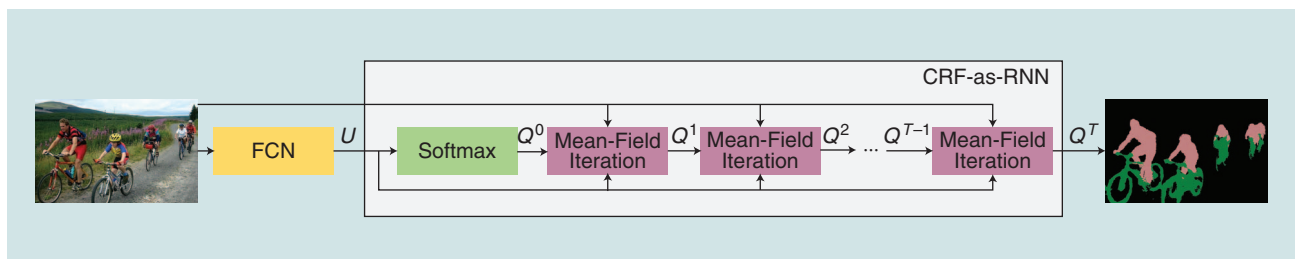 CRF-as-RNN
FCN
U
Softmax
Q⁰
Mean-Field
Iteration
Q¹
Mean-Field
Iteration
Q²
...
Qᵀ⁻¹
Mean-Field
Iteration
Qᵀ